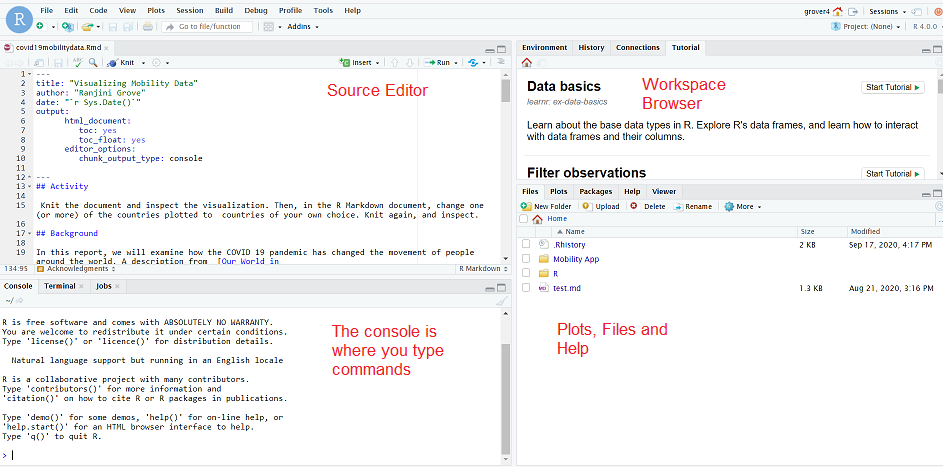 File Edit Code View Plots Session Build Debug Profile Tools Help
grover4 Sessions
R
Go to file/function Addins
Project: (None) R 4.0.0
covid19mobilitydata.Rmd
Knit Insert Run
1 ---
2 title: "Visualizing Mobility Data"
3 author: "Ranjini Grove"
4 date: "`r Sys.Date()`"
5 output:
6 html_document:
7 toc: yes
8 toc_float: yes
9 editor_options:
10 chunk_output_type: console
11
12 ---
13 ## Activity
14
15 Knit the document and inspect the visualization. Then, in the R Markdown document, change one
(or more) of the countries plotted to countries of your own choice. Knit again, and inspect.
16
17 ## Background
18
19 In this report, we will examine how the COVID 19 pandemic has changed the movement of people
around the world. A description from [Our World in
134:95 Acknowledgments R Markdown
Source Editor
Console Terminal Jobs
~/
R is free software and comes with ABSOLUTELY NO WARRANTY.
You are welcome to redistribute it under certain conditions.
Type 'license()' or 'licence()' for distribution details.
Natural language support but running in an English locale
R is a collaborative project with many contributors.
Type 'contributors()' for more information and
'citation()' on how to cite R or R packages in publications.
Type 'demo()' for some demos, 'help()' for on-line help, or
'help.start()' for an HTML browser interface to help.
Type 'q()' to quit R.
>
The console is
where you type
commands
Environment History Connections Tutorial
Data basics
Start Tutorial
learnr: ex-data-basics
Learn about the base data types in R. Explore R's data frames, and learn how to interact
with data frames and their columns.
Filter observations
Start Tutorial
Workspace
Browser
Files Plots Packages Help Viewer
New Folder Upload Delete Rename More
Home
Name Size Modified
.Rhistory 2 KB Sep 17, 2020, 4:17 PM
Mobility App
R
test.md 1.3 KB Aug 21, 2020, 3:16 PM
Plots, Files and
Help